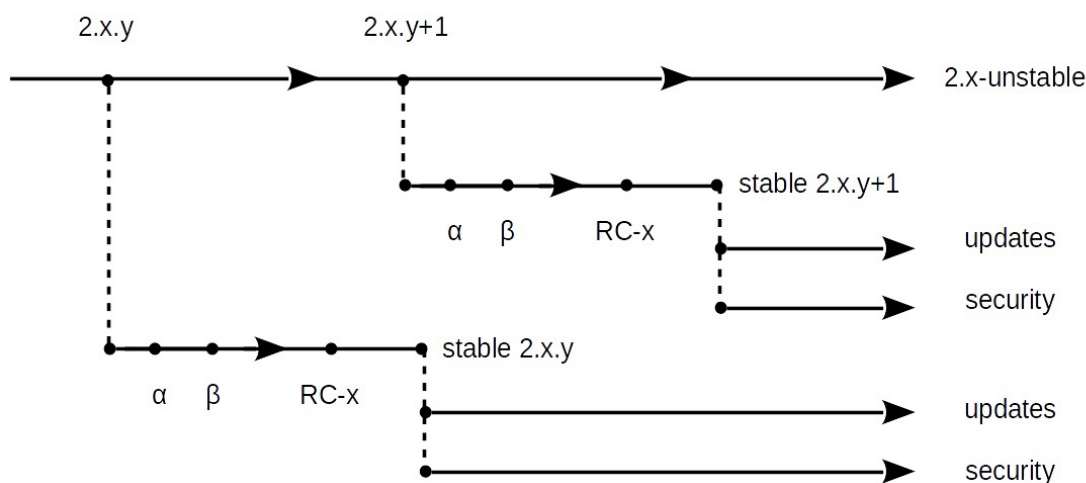 2.x.y
2.x.y+1
2.x-unstable
stable 2.x.y+1
α β RC-x
updates
security
stable 2.x.y
α β RC-x
updates
security